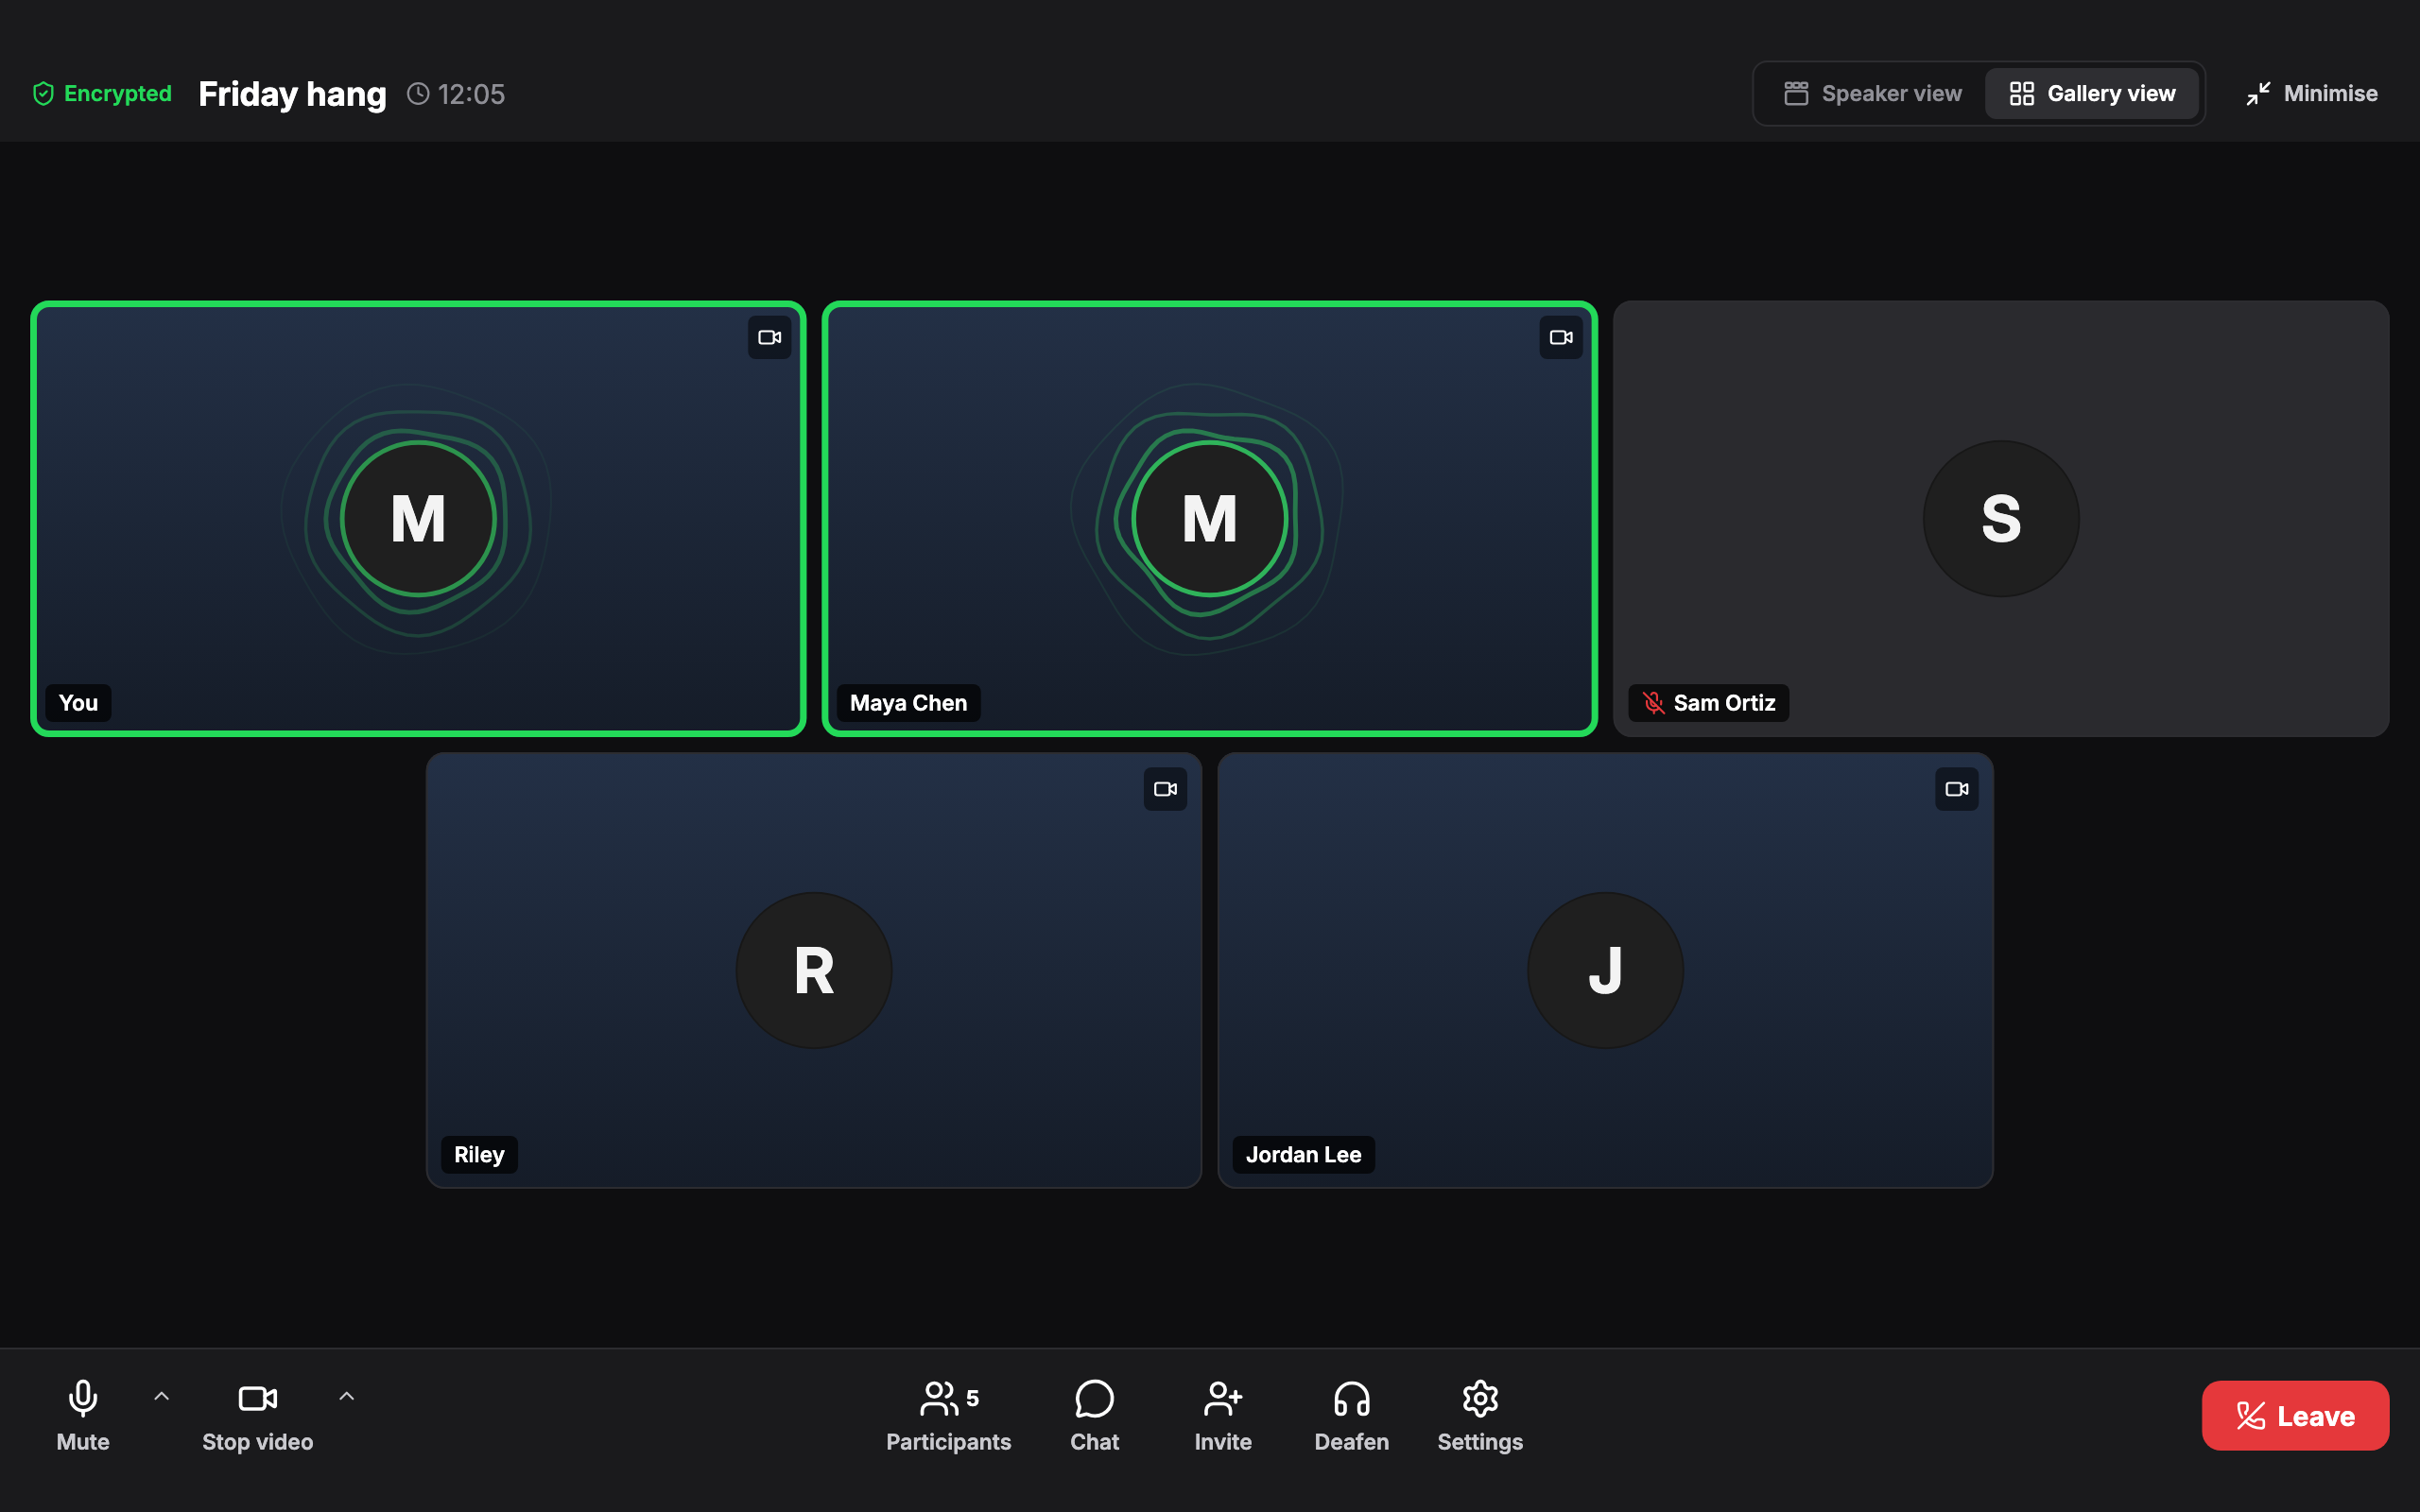 Encrypted Friday hang 12:05 Speaker view Gallery view Minimise
M M S
You Maya Chen Sam Ortiz
R J
Riley Jordan Lee
5
Mute Stop video Participants Chat Invite Deafen Settings Leave